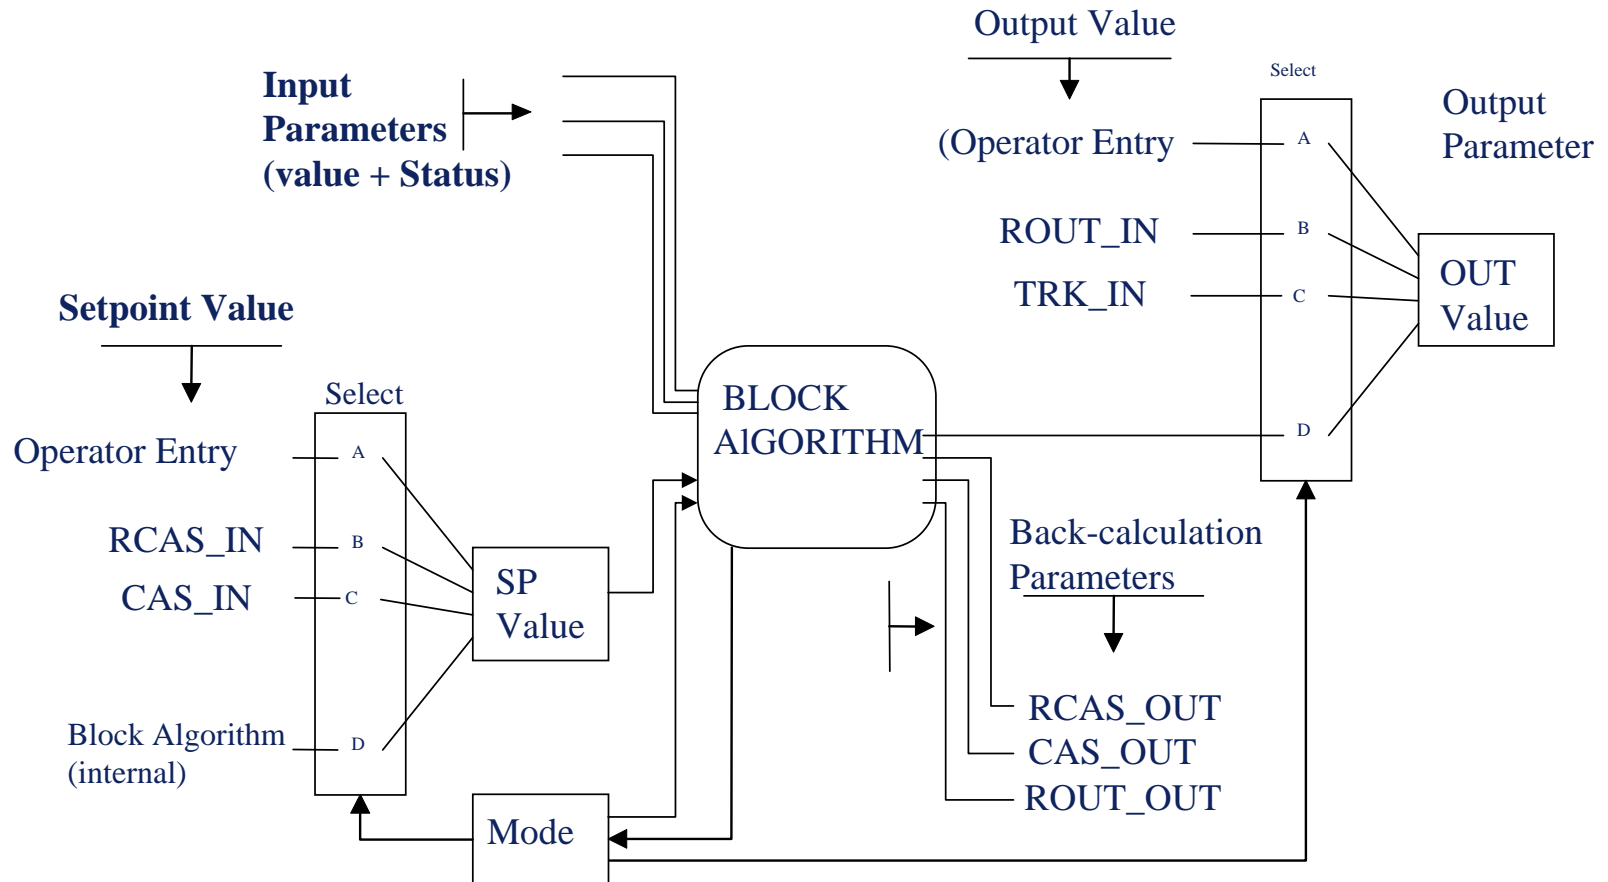 Output Value
Select
Input
Parameters
(value + Status)
Output
Parameter
(Operator Entry
A
ROUT_IN
B
TRK_IN
C
OUT
Value
D
Setpoint Value
Select
Operator Entry
A
RCAS_IN
B
CAS_IN
C
SP
Value
Block Algorithm
(internal)
D
Mode
BLOCK
AlGORITHM
Back-calculation
Parameters
RCAS_OUT
CAS_OUT
ROUT_OUT